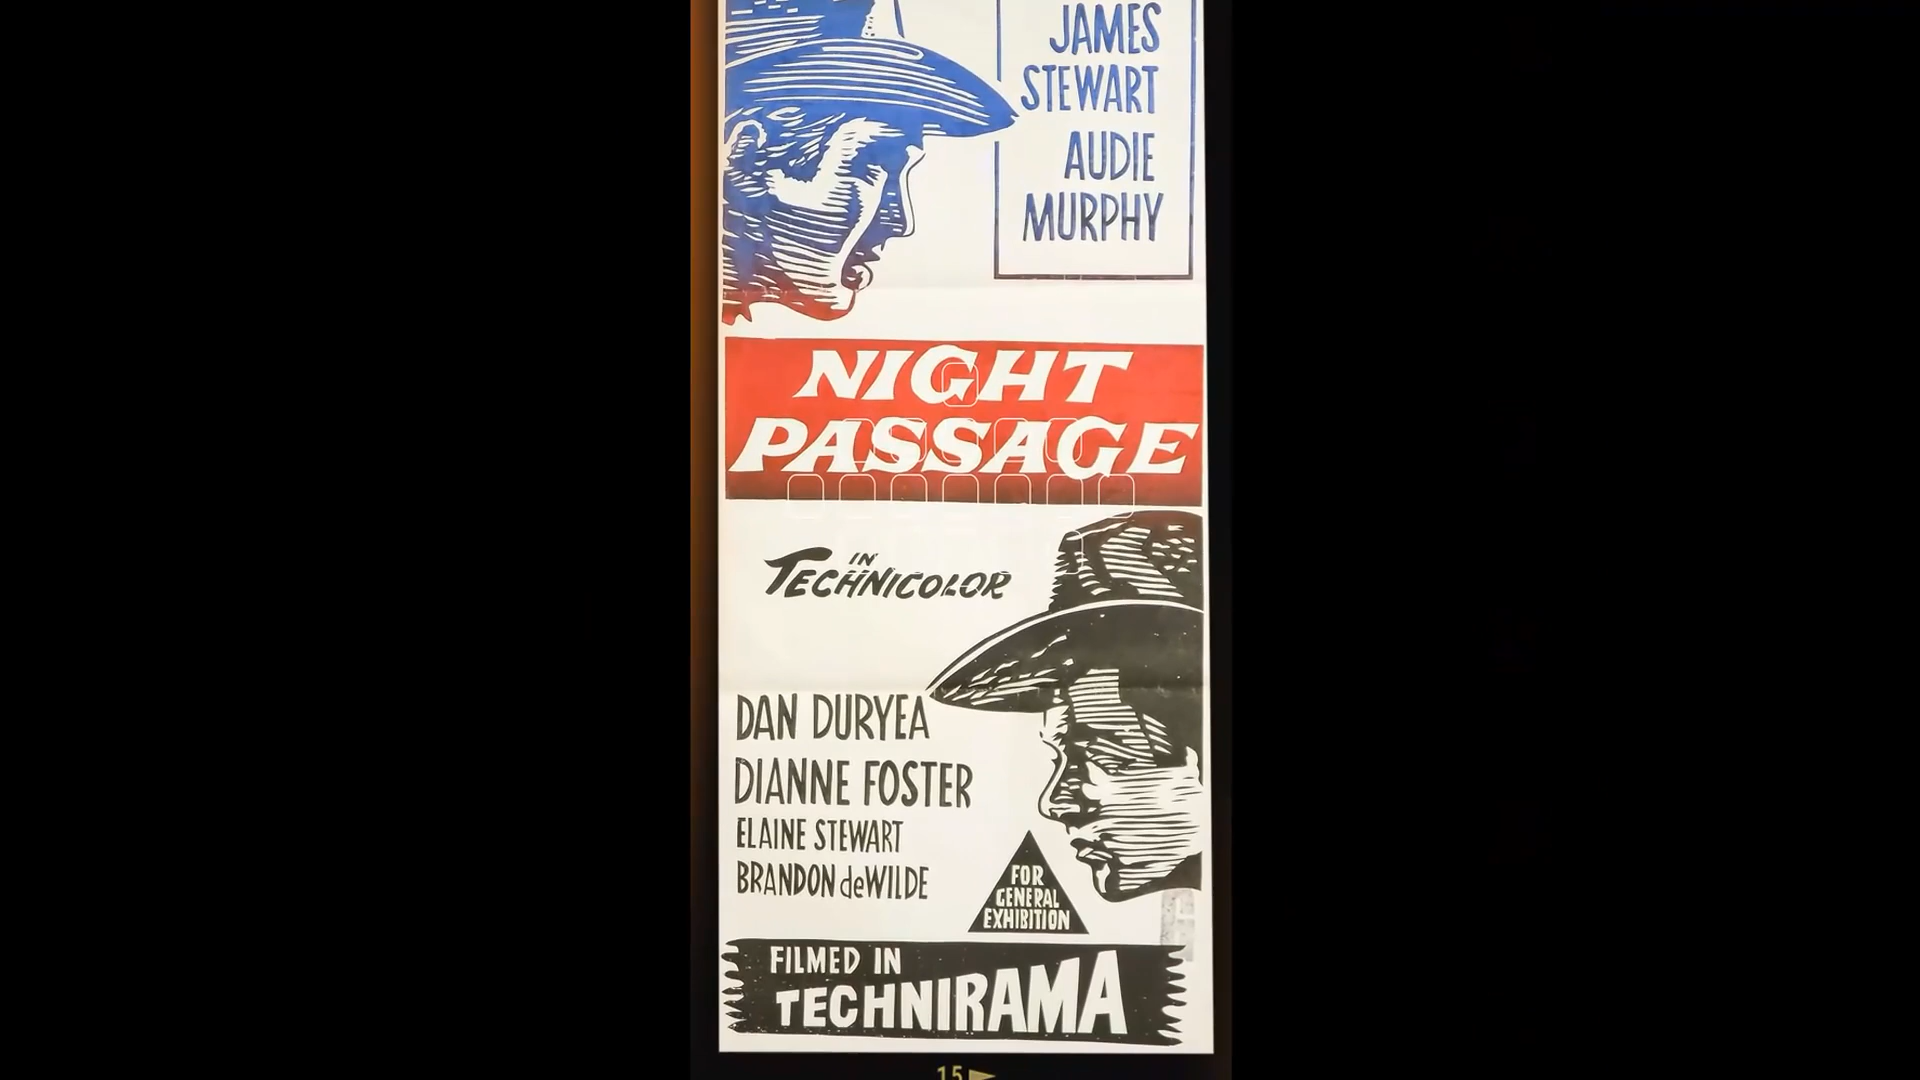 JAMES
STEWART
AUDIE
MURPHY
NIGHT
PASSAGE
IN
TECHNICOLOR
DAN DURYEA
DIANNE FOSTER
ELAINE STEWART
BRANDON deWILDE
FOR
GENERAL
EXHIBITION
FILMED IN
TECHNIRAMA
15